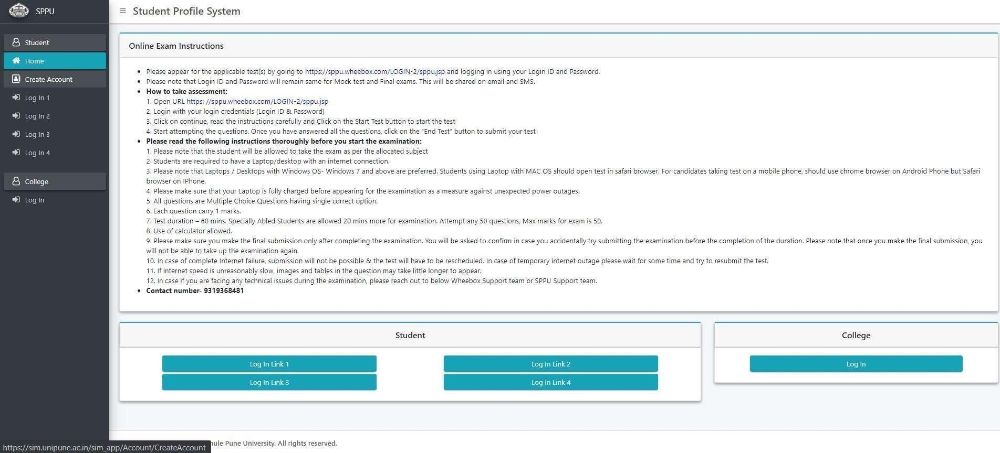 SPPU
Student Profile System
Student
Home
Create Account
Log In 1
Log In 2
Log In 3
Log In 4
College
Log In
Online Exam Instructions
Please appear for the applicable test(s) by going to https://sppu.wheebox.com/LOGIN-2/sppu.jsp and logging in using your Login ID and Password.
Please note that Login ID and Password will remain same for Mock test and Final exams. This will be shared on email and SMS.
How to take assessment:
1. Open URL https: //sppu.wheebox.com/LOGIN-2/sppu.jsp
2. Login with your login credentials (Login ID & Password)
3. Click on continue, read the instructions carefully and Click on the Start Test button to start the test
4. Start attempting the questions. Once you have answered all the questions, click on the “End Test” button to submit your test
Please read the following instructions thoroughly before you start the examination:
1. Please note that the student will be allowed to take the exam as per the allocated subject
2. Students are required to have a Laptop/desktop with an internet connection.
3. Please note that Laptops / Desktops with Windows OS- Windows 7 and above are preferred. Students using Laptop with MAC OS should open test in safari browser. For candidates taking test on a mobile phone, should use chrome browser on Android Phone but Safari
browser on IPhone.
4. Please make sure that your Laptop is fully charged before appearing for the examination as a measure against unexpected power outages.
5. All questions are Multiple Choice Questions having single correct option.
6. Each question carry 1 marks.
7. Test duration – 60 mins. Specially Abled Students are allowed 20 mins more for examination. Attempt any 50 questions, Max marks for exam is 50.
8. Use of calculator allowed.
9. Please make sure you make the final submission only after completing the examination. You will be asked to confirm in case you accidentally try submitting the examination before the completion of the duration. Please note that once you make the final submission, you
will not be able to take up the examination again.
10. In case of complete Internet failure, submission will not be possible & the test will have to be rescheduled. In case of temporary internet outage please wait for some time and try to resubmit the test.
11. If internet speed is unreasonably slow, images and tables in the question may take little longer to appear.
12. In case if you are facing any technical issues during the examination, please reach out to below Wheebox Support team or SPPU Support team.
Contact number- 9319368481
Student
Log In Link 1
Log In Link 2
Log In Link 3
Log In Link 4
College
Log In
hule Pune University. All rights reserved.
https://sim.unipune.ac.in/sim_app/Account/CreateAccount